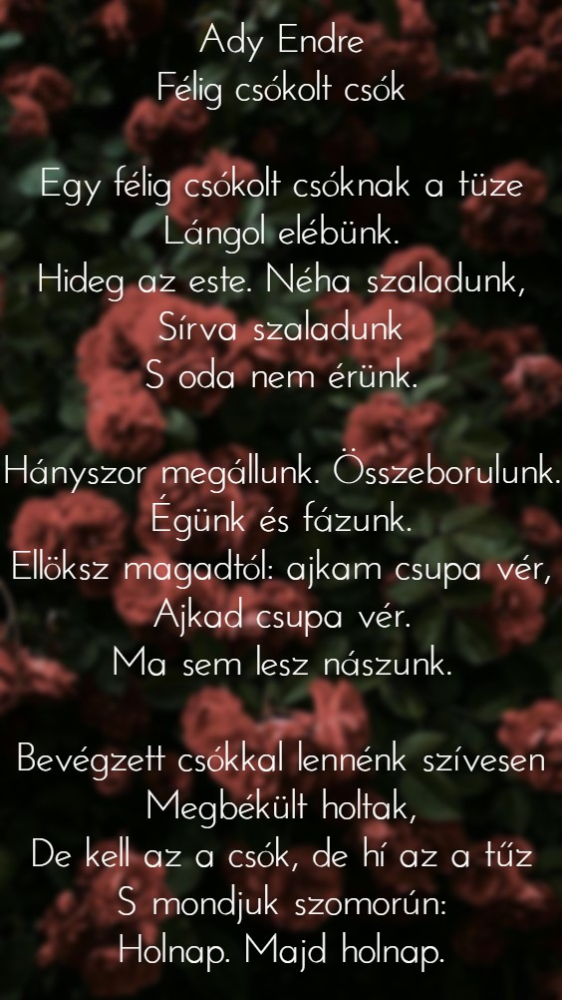 Ady Endre
Félig csókolt csók
Egy félig csókolt csóknak a tüze
Lángol elébünk.
Hideg az este. Néha szaladunk,
Sírva szaladunk
S oda nem érünk.
Hányszor megállunk. Összeborulunk.
Égünk és fázunk.
Ellöksz magadtól: ajkam csupa vér,
Ajkad csupa vér.
Ma sem lesz nászunk.
Bevégzett csókkal lennénk szívesen
Megbékült holtak,
De kell az a csók, de hí az a tűz
S mondjuk szomorún:
Holnap. Majd holnap.